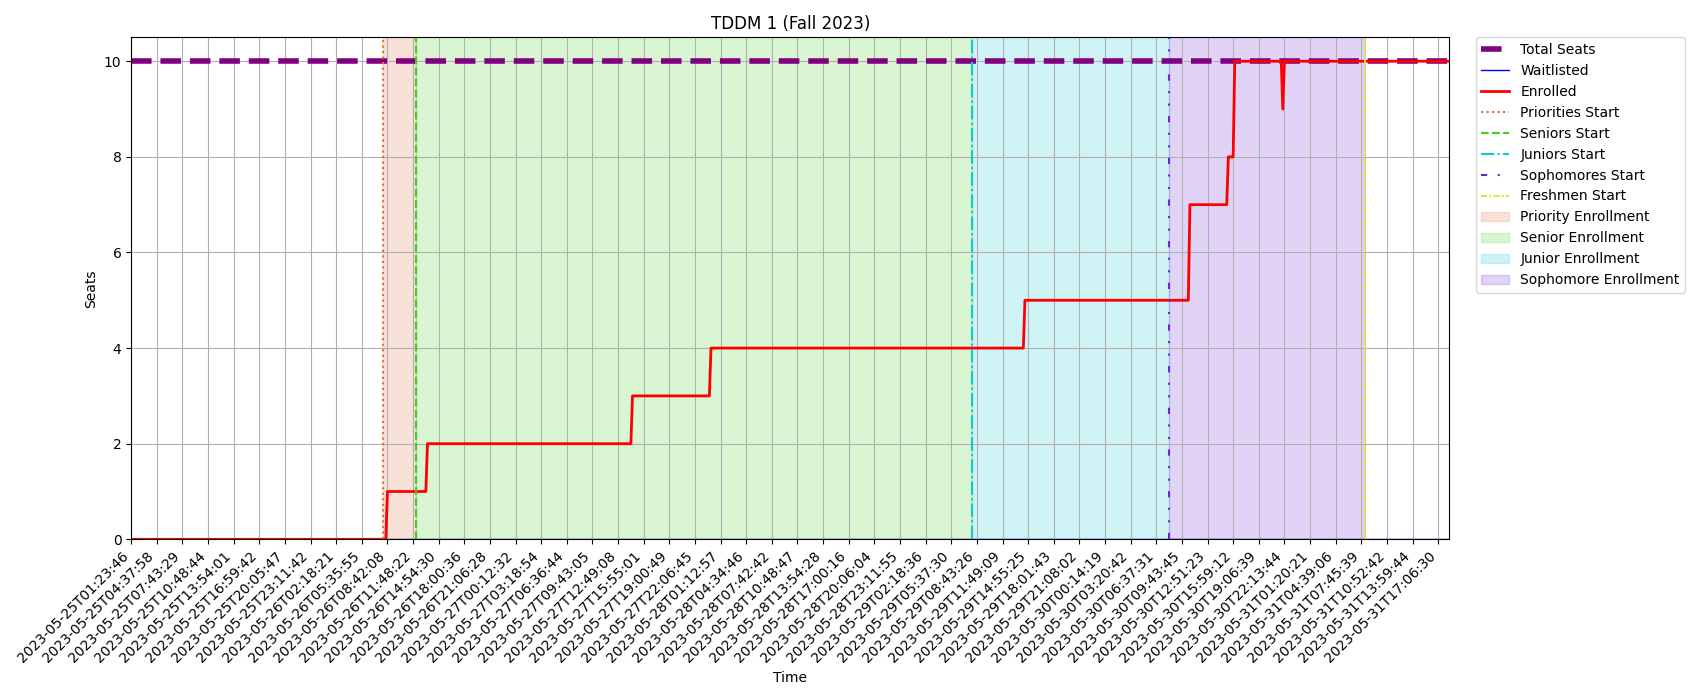 TDDM 1 (Fall 2023)
Total Seats
Waitlisted
Enrolled
Priorities Start
Seniors Start
Juniors Start
Sophomores Start
Freshmen Start
Priority Enrollment
Senior Enrollment
Junior Enrollment
Sophomore Enrollment
10
8
6
4
2
0
Seats
2023-05-25T01:23:46
2023-05-25T04:37:58
2023-05-25T07:43:29
2023-05-25T10:48:44
2023-05-25T13:54:01
2023-05-25T16:59:42
2023-05-25T20:05:47
2023-05-25T23:11:42
2023-05-26T02:18:21
2023-05-26T05:35:55
2023-05-26T08:42:08
2023-05-26T11:48:22
2023-05-26T14:54:30
2023-05-26T18:00:36
2023-05-26T21:06:28
2023-05-27T00:12:32
2023-05-27T03:18:54
2023-05-27T06:36:44
2023-05-27T09:43:05
2023-05-27T12:49:08
2023-05-27T15:55:01
2023-05-27T19:00:49
2023-05-27T22:06:45
2023-05-28T01:12:57
2023-05-28T04:34:46
2023-05-28T07:42:42
2023-05-28T10:48:47
2023-05-28T13:54:28
2023-05-28T17:00:16
2023-05-28T20:06:04
2023-05-28T23:11:55
2023-05-29T02:18:36
2023-05-29T05:37:30
2023-05-29T08:43:26
2023-05-29T11:49:09
2023-05-29T14:55:25
2023-05-29T18:01:43
2023-05-29T21:08:02
2023-05-30T00:14:19
2023-05-30T03:20:42
2023-05-30T06:37:31
2023-05-30T09:43:45
2023-05-30T12:51:23
2023-05-30T15:59:12
2023-05-30T19:06:39
2023-05-30T22:13:44
2023-05-31T01:20:21
2023-05-31T04:39:06
2023-05-31T07:45:39
2023-05-31T10:52:42
2023-05-31T13:59:44
2023-05-31T17:06:30
Time